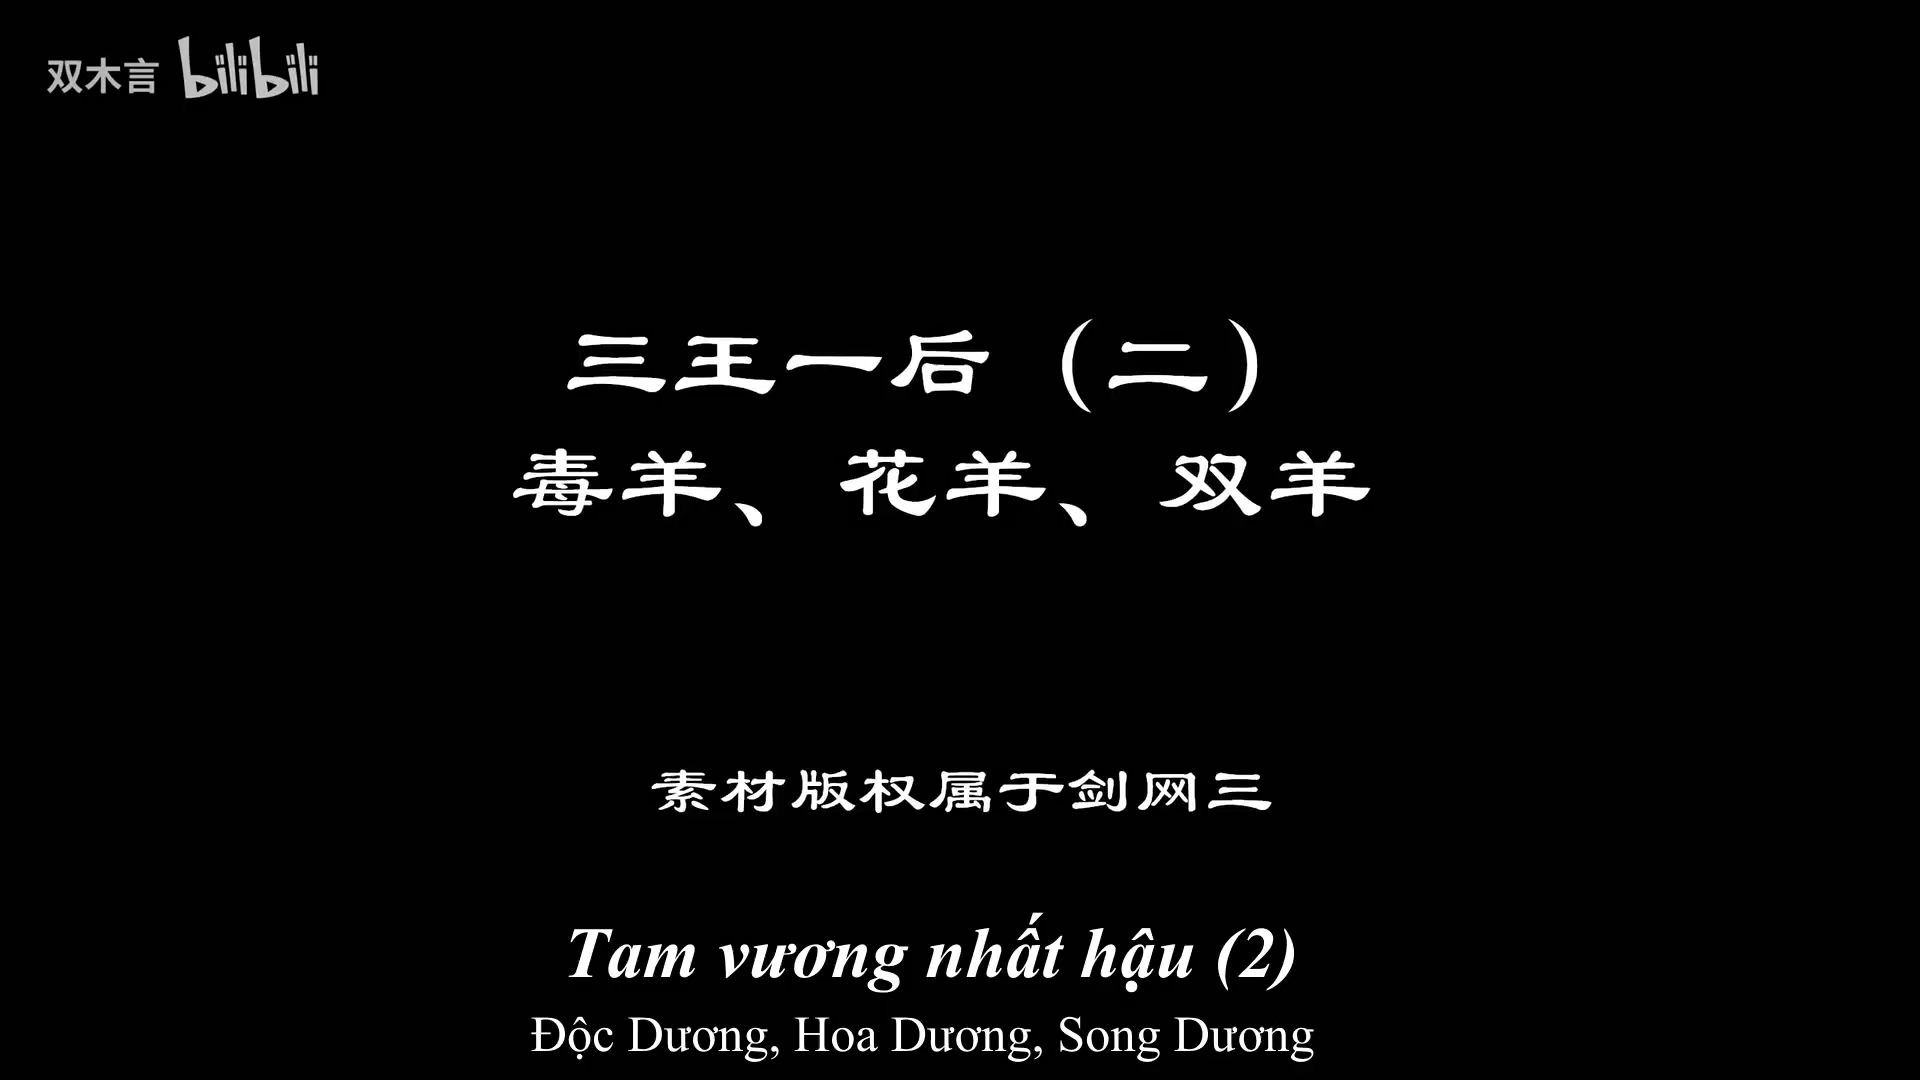 双木言 bilibili
三王一后（二）
毒羊、花羊、双羊
素材版权属于剑网三
Tam vương nhất hậu (2)
Độc Dương, Hoa Dương, Song Dương